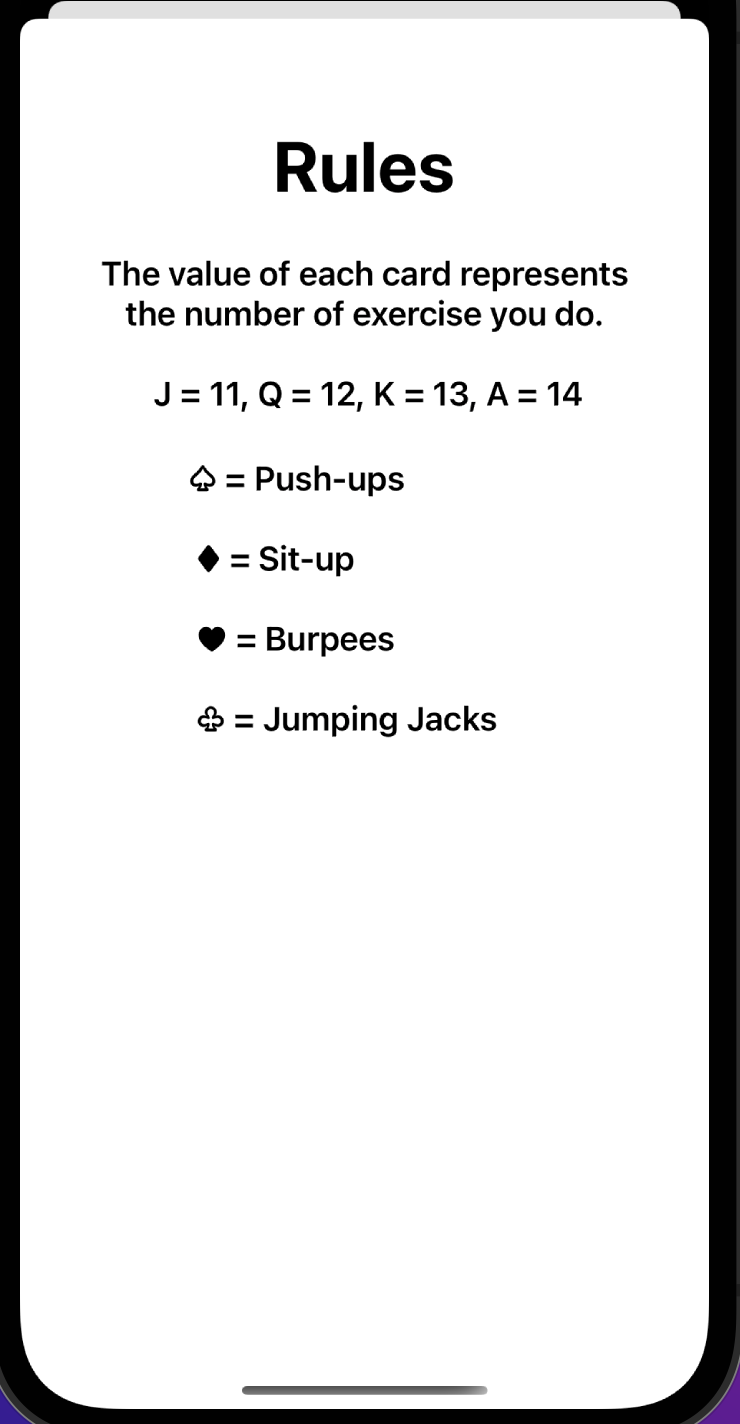 Rules
The value of each card represents
the number of exercise you do.
J = 11, Q = 12, K = 13, A = 14
♤ = Push-ups
♦ = Sit-up
♥ = Burpees
♧ = Jumping Jacks